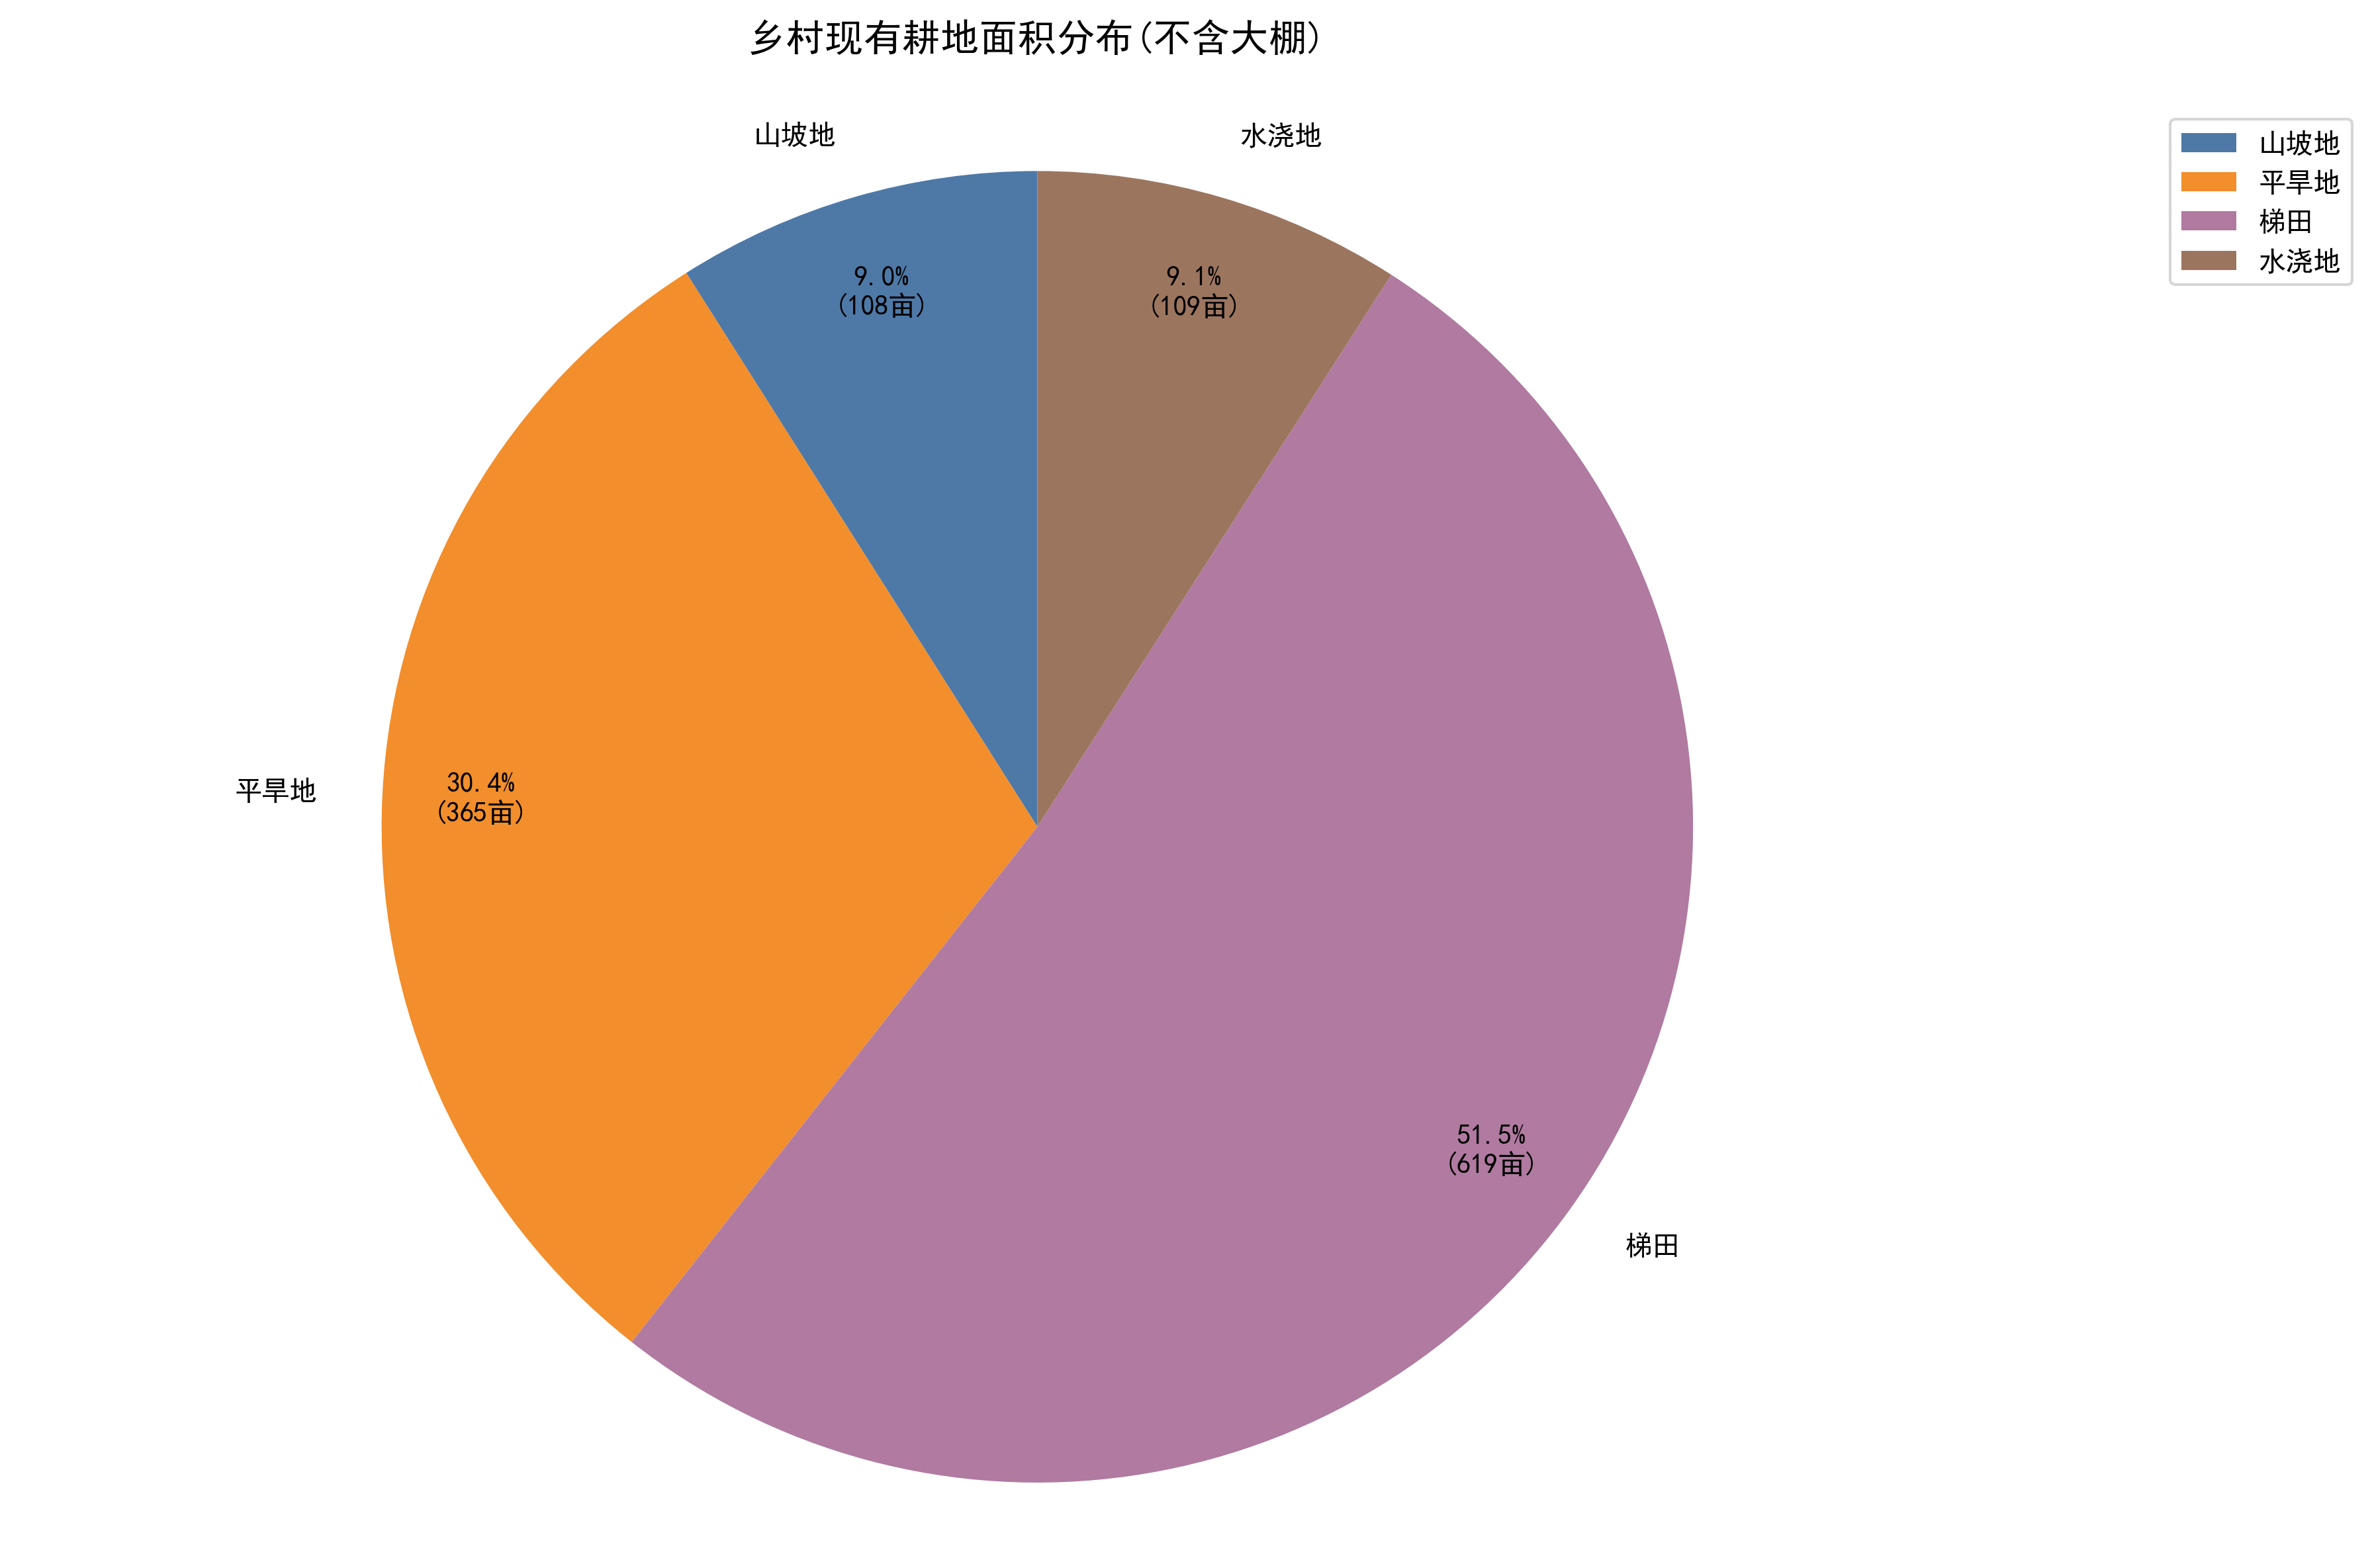 乡村现有耕地面积分布(不含大棚)
山坡地
水浇地
山坡地
平旱地
梯田
水浇地
9.0%
(108亩)
9.1%
(109亩)
平旱地
30.4%
(365亩)
51.5%
(619亩)
梯田